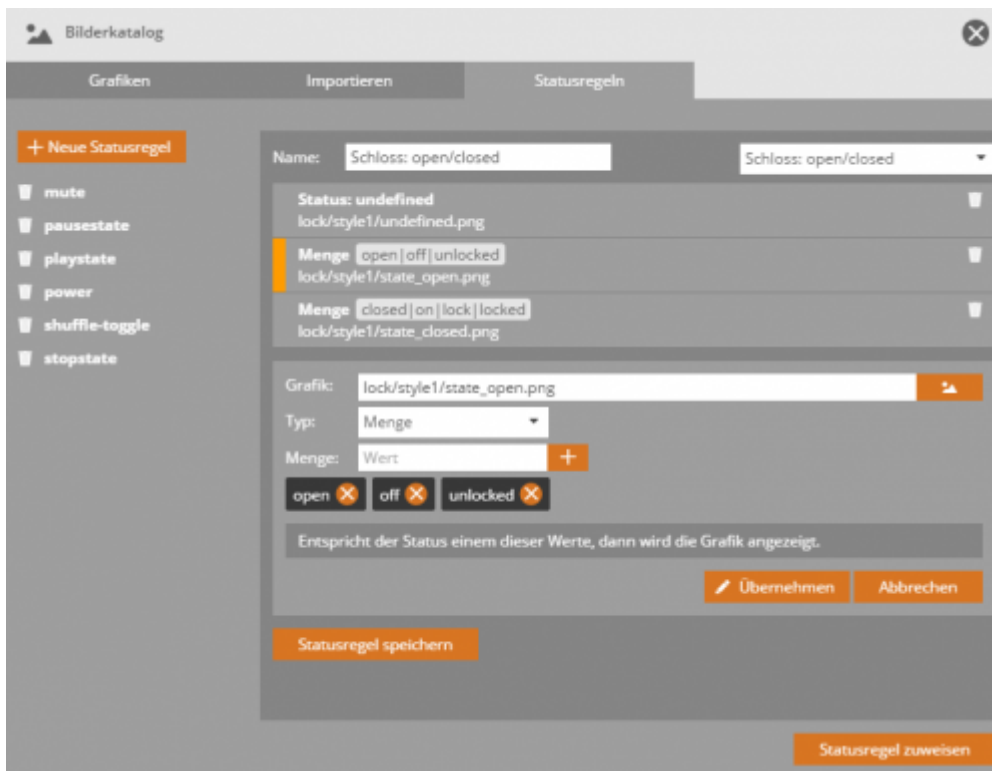 Bilderkatalog
Grafiken Importieren Statusregeln
+ Neue Statusregel
mute
pausestate
playstate
power
shuffle-toggle
stopstate
Name: Schloss: open/closed Schloss: open/closed
Status: undefined
lock/style1/undefined.png
Menge open|off|unlocked
lock/style1/state_open.png
Menge closed|on|lock|locked
lock/style1/state_closed.png
Grafik: lock/style1/state_open.png
Typ: Menge
Menge: Wert +
open off unlocked
Entspricht der Status einem dieser Werte, dann wird die Grafik angezeigt.
Übernehmen Abbrechen
Statusregel speichern
Statusregel zuweisen